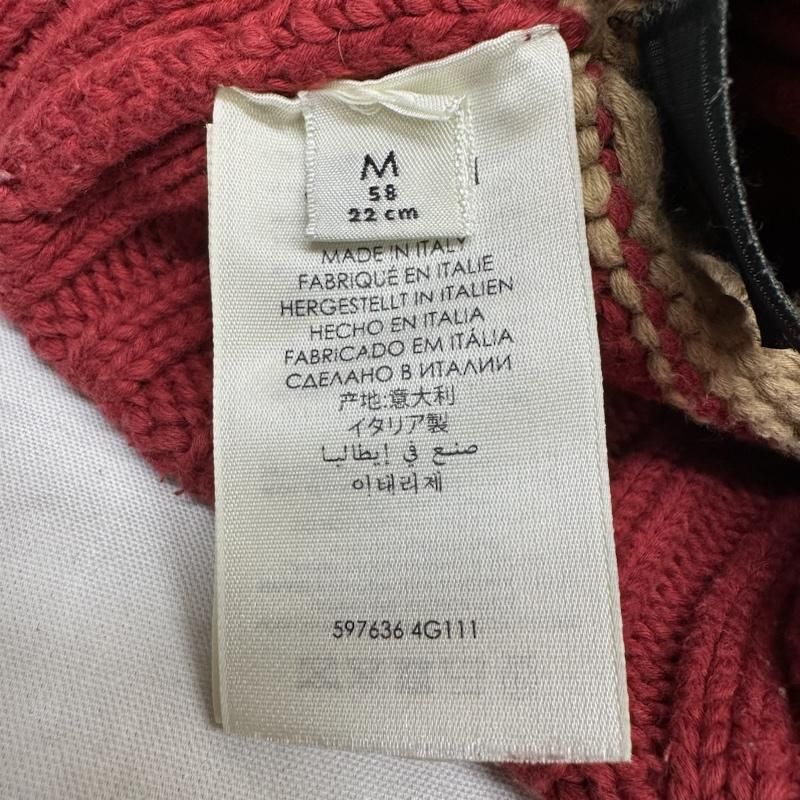 M
58
22 cm
MADE IN ITALY
FABRIQUÉ EN ITALIE
HERGESTELLT IN ITALIEN
HECHO EN ITALIA
FABRICADO EM ITÁLIA
СДЕЛАНО В ИТАЛИИ
产地:意大利
イタリア製
صنع في إيطاليا
이태리제
597636 4G111